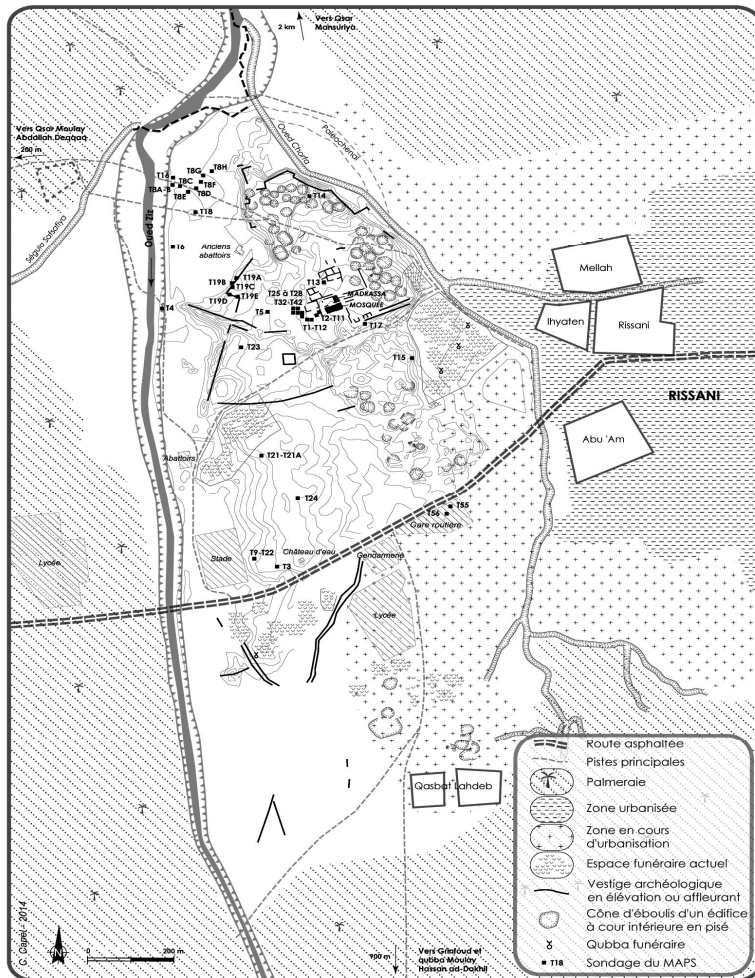 Vers Qsar
Mansuriya
2 km
Vers Qsar Moulay
Abdallah Deqqaq
200 m
Séguia Safsafiya
Oued Ziz
Oued Chorfa
Paléochenal
T16
T8G
T8H
T8C
T8F
T8A-B
T8D
T8E
T18
T14
T6
Anciens
abattoirs
T19A
T19B
T19C
T19D
T19E
T13
T25 à T28
T32-T42
MADRASSA
MOSQUÉE
T4
T5
T2-T11
T1-T12
T17
T23
T15
Mellah
Ihyaten
Rissani
RISSANI
Abu 'Am
Abattoirs
T21-T21A
T24
T55
T56
Gare routière
Lycée
Stade
T9-T22
Château d'eau
T3
Gendarmerie
Lycée
Qasbat Lahdeb
Route asphaltée
Pistes principales
Palmeraie
Zone urbanisée
Zone en cours
d'urbanisation
Espace funéraire actuel
Vestige archéologique
en élévation ou affleurant
Cône d'éboulis d'un édifice
à cour intérieure en pisé
Qubba funéraire
T18 Sondage du MAPS
C. Capel - 2014
N
0 200 m
900 m
Vers Grinfoud et
qubba Moulay
Hassan ad-Dakhil